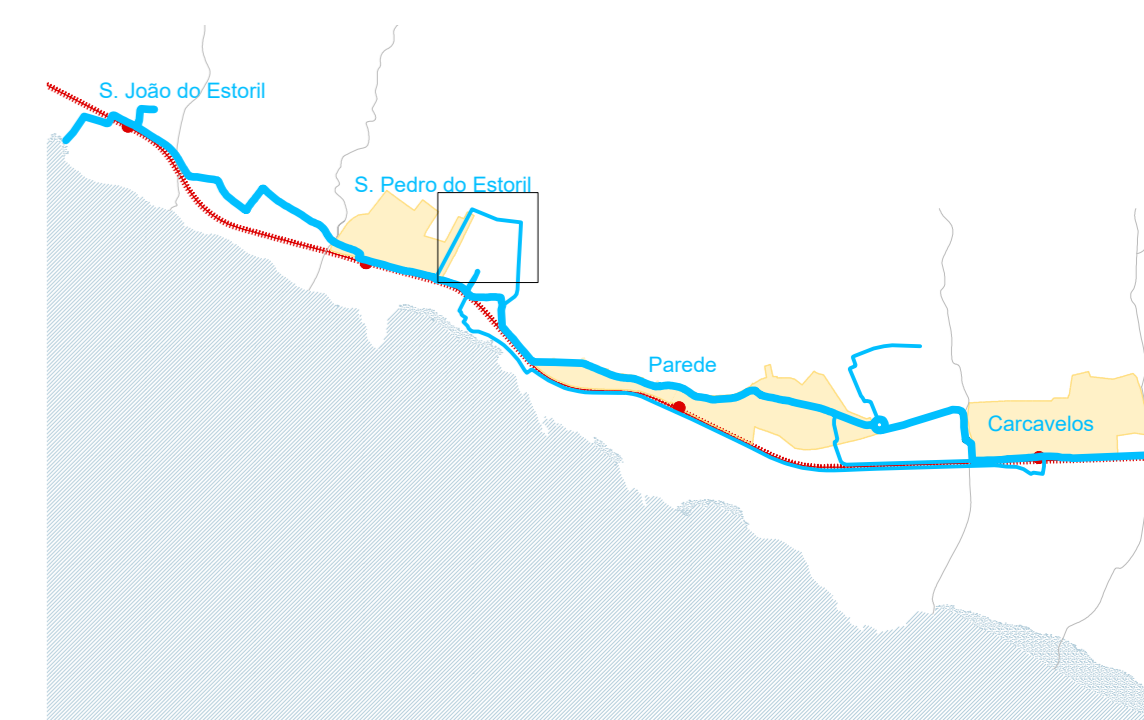 S. João do Estoril
S. Pedro do Estoril
Parede
Carcavelos